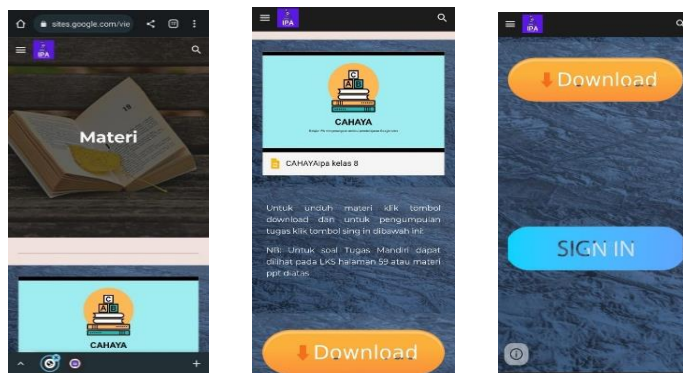 sites.google.com/vie
IPA
Materi
CAHAYA
IPA
CAHAYA
CAHAYAipa kelas 8
Untuk unduh materi klik tombol
download dan untuk pengumpulan
tugas klik tombol sing in dibawah ini:
NB: Untuk soal Tugas Mandiri dapat
dilihat pada LKS halaman 59 atau materi
ppt diatas
Download
IPA
Download
SIGN IN